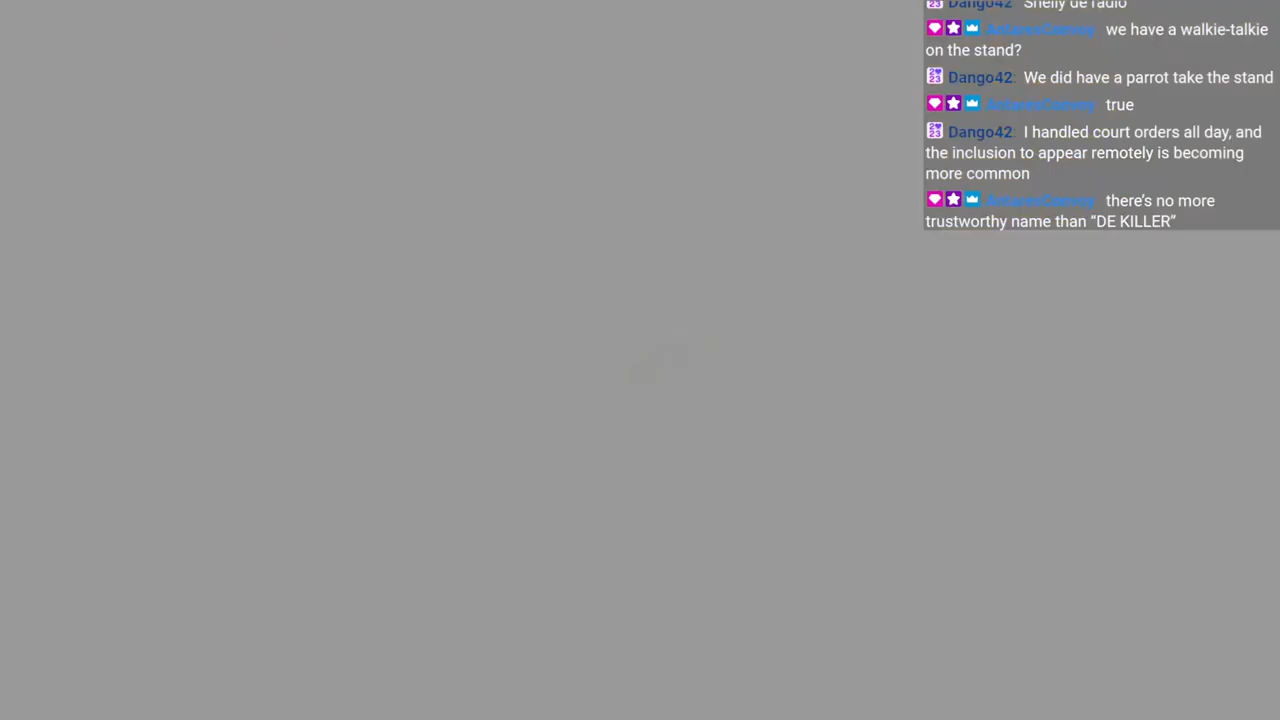 Dango42: Shelly de radio
we have a walkie-talkie
on the stand?
Dango42: We did have a parrot take the stand
true
Dango42: I handled court orders all day, and
the inclusion to appear remotely is becoming
more common
there's no more
trustworthy name than “DE KILLER”